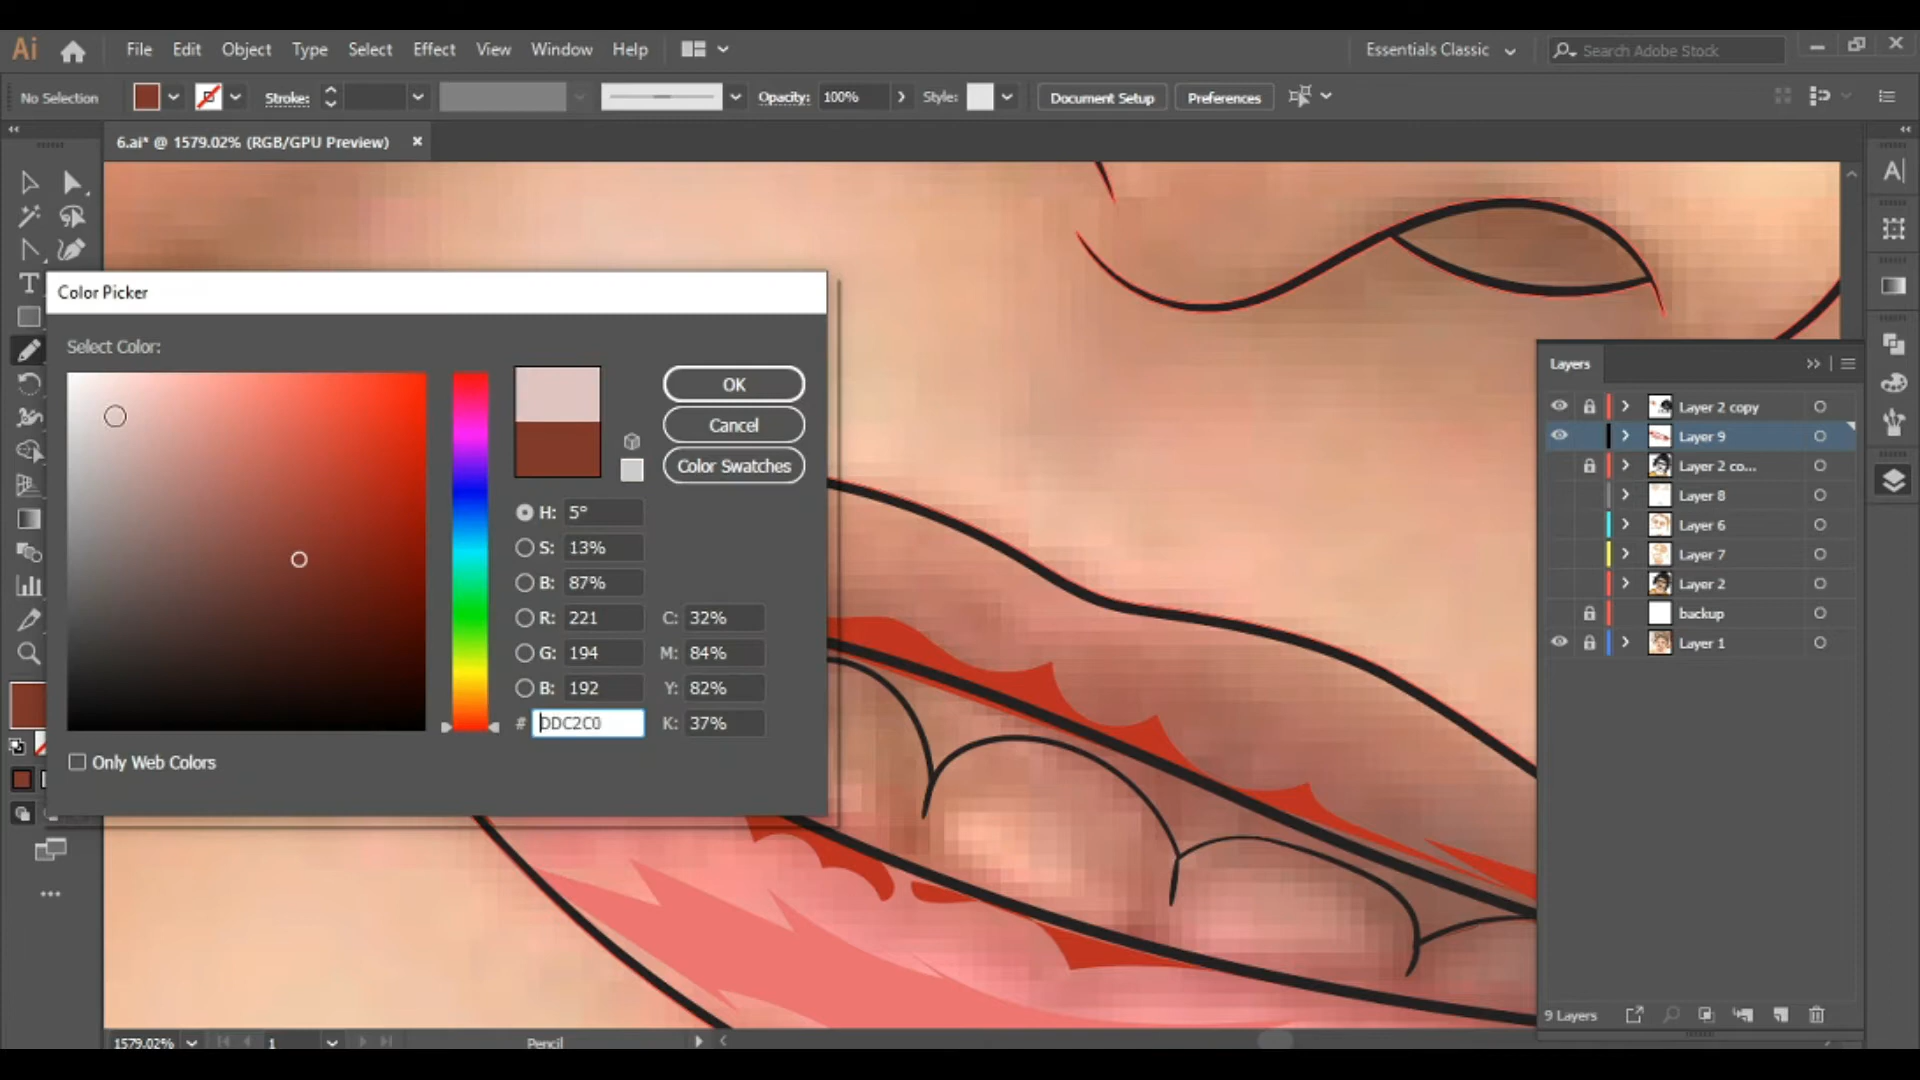 Ai File Edit Object Type Select Effect View Window Help Essentials Classic Search Adobe Stock
No Selection Stroke: Opacity: 100% Style: Document Setup Preferences
6.ai* @ 1579.02% (RGB/GPU Preview)
Color Picker
Select Color:
OK
Cancel
Color Swatches
H: 5°
S: 13%
B: 87%
R: 221 C: 32%
G: 194 M: 84%
B: 192 Y: 82%
# DDC2C0 K: 37%
Only Web Colors
Layers
Layer 2 copy
Layer 9
Layer 2 co...
Layer 8
Layer 6
Layer 7
Layer 2
backup
Layer 1
9 Layers
1579.02% 1 Pencil